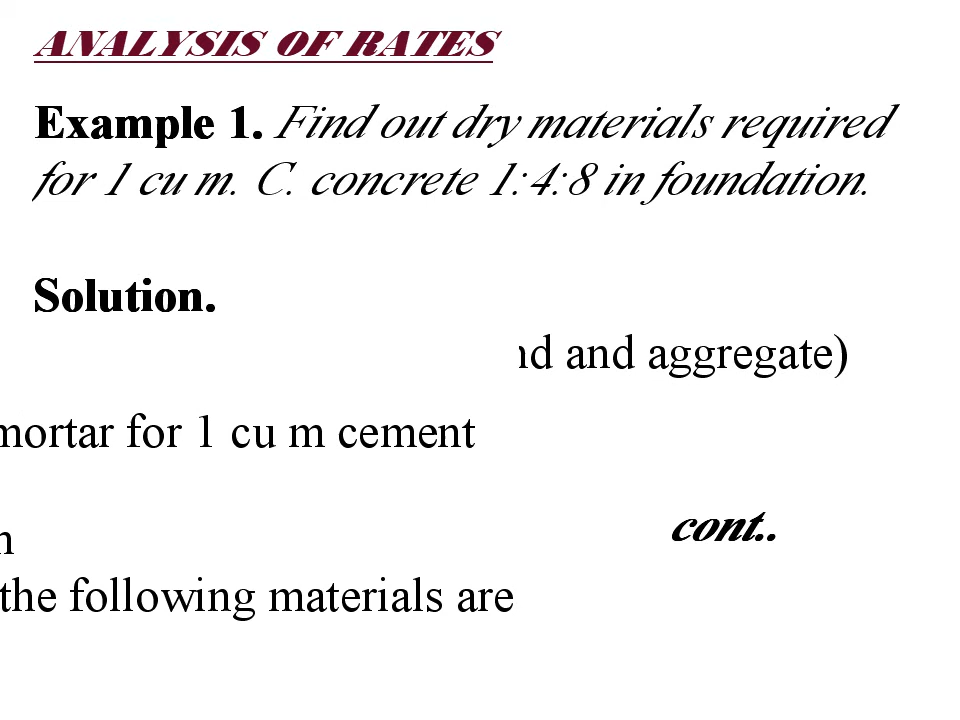 ANALYSIS OF RATES
Example 1. Find out dry materials required
for 1 cu m. C. concrete 1:4:8 in foundation.
Solution.
and aggregate)
mortar for 1 cu m cement
cont..
the following materials are